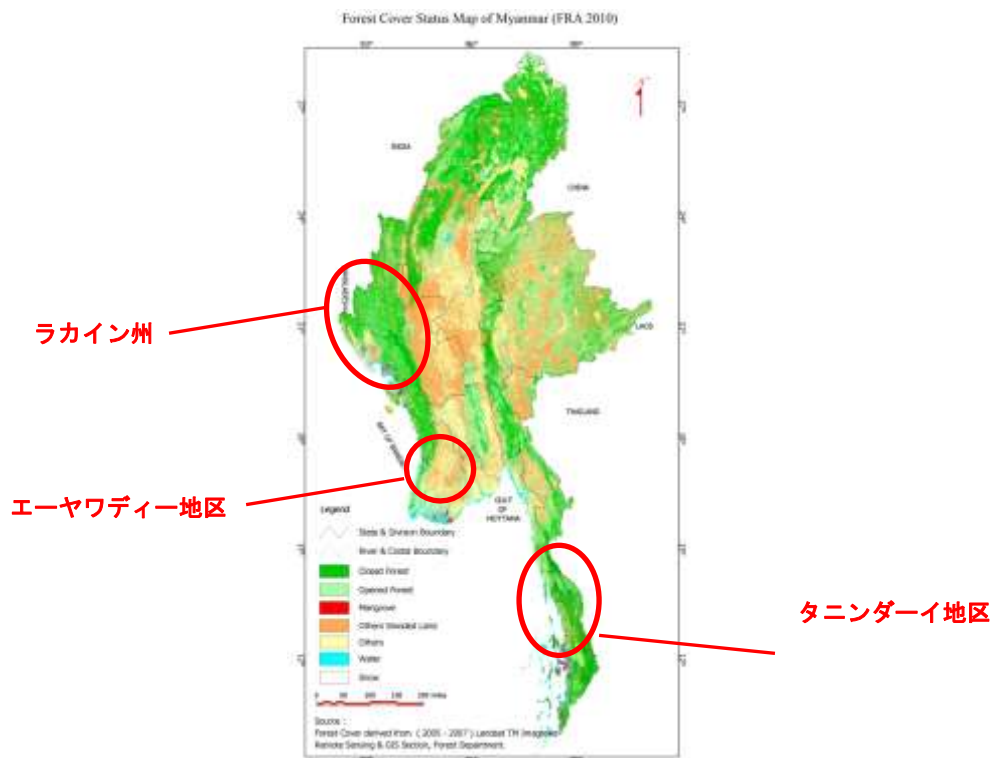 Forest Cover Status Map of Myanmar (FRA 2010)
INDIA
CHINA
ラカイン州
LAOS
THAILAND
エーヤワディー地区
GULF
OF
Legend
State & Division Boundary
River & Costal Boundary
Closed Forest
Opened Forest
Mangrove
Others Wooded Land
Others
Water
Snow
タニンダーイ地区
Source :
Forest Cover derived from ( 2005 - 2007 ) Landsat TM
Remote Sensing & GIS Section, Forest Department.